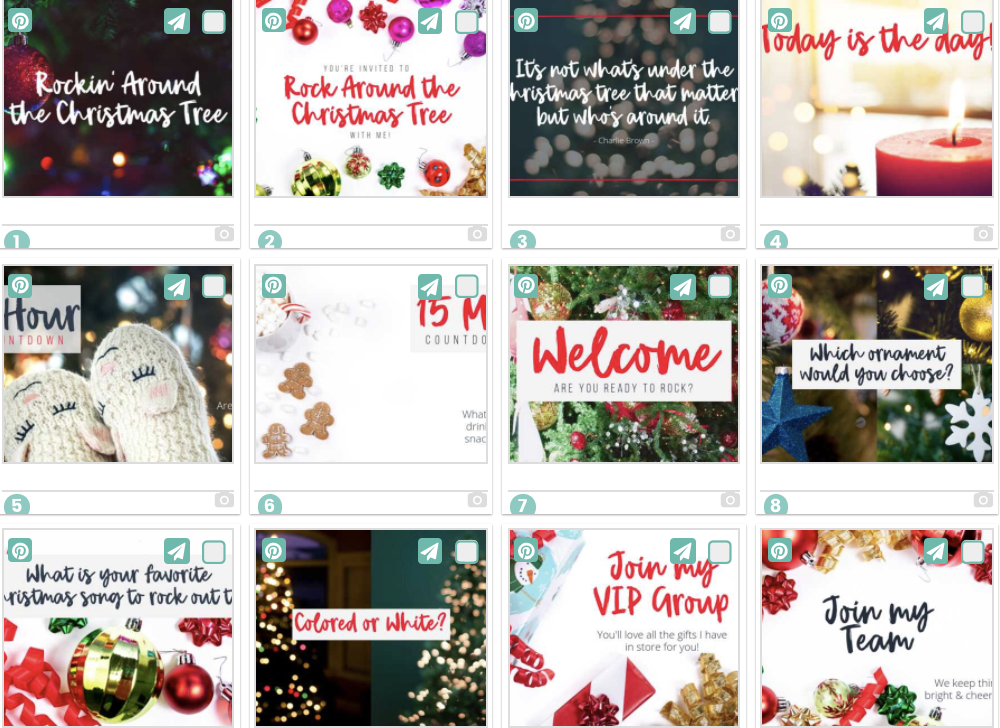 Rockin' Around
the Christmas Tree
YOU'RE INVITED TO
Rock Around the
Christmas Tree
WITH ME!
It's not what's under the
hristmas tree that matter
but who's around it.
- Charlie Brown -
Today is the day!
1
2
3
4
Hour
NTDOWN
Are
15 M
COUNTDO
What
drin
snac
Welcome
ARE YOU READY TO ROCK?
Which ornament
would you choose?
5
6
7
8
What is your favorite
ristmas song to rock out t
Colored or White?
Join my
VIP Group
You'll love all the gifts I have
in store for you!
Join my
Team
We keep thi
bright & cheer